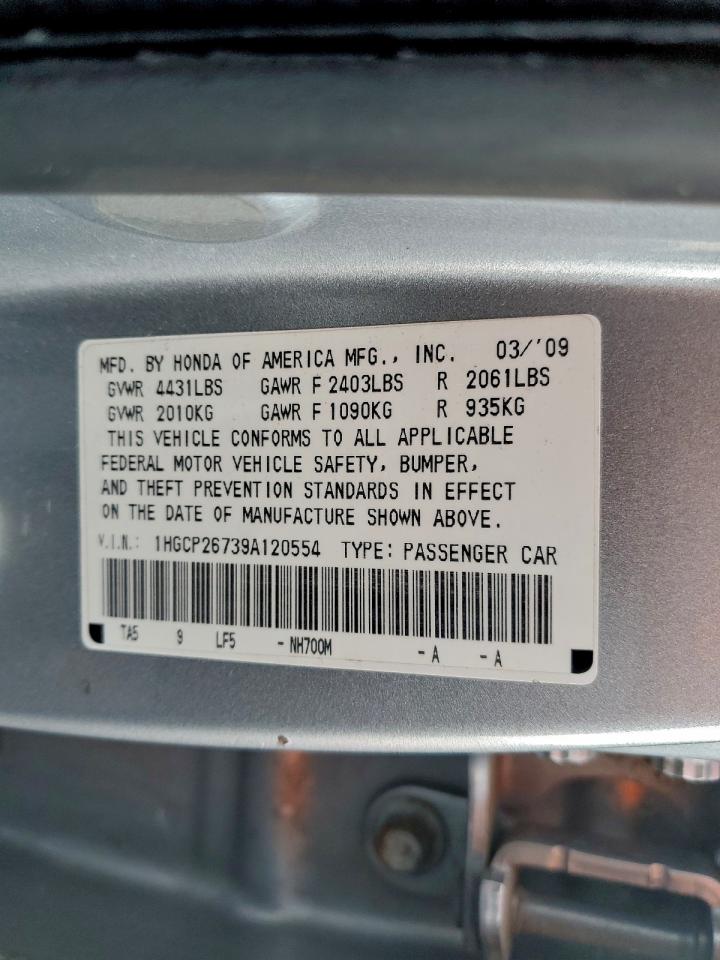 MFD. BY HONDA OF AMERICA MFG., INC. 03/'09
GVWR 4431LBS GAWR F 2403LBS R 2061LBS
GVWR 2010KG GAWR F 1090KG R 935KG
THIS VEHICLE CONFORMS TO ALL APPLICABLE
FEDERAL MOTOR VEHICLE SAFETY, BUMPER,
AND THEFT PREVENTION STANDARDS IN EFFECT
ON THE DATE OF MANUFACTURE SHOWN ABOVE.
V.I.N.: 1HGCP26739A120554 TYPE: PASSENGER CAR
TA5 9 LF5 -NH700M -A -A